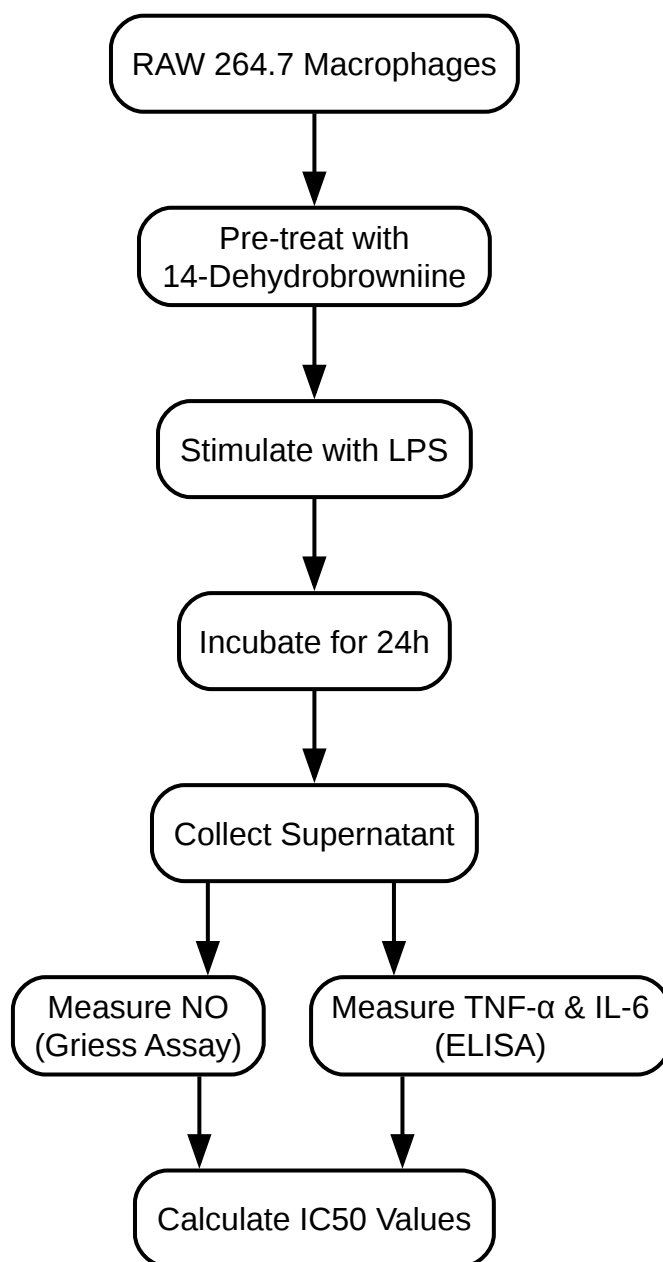 RAW 264.7 Macrophages
Pre-treat with
14-Dehydrobrowniine
Stimulate with LPS
Incubate for 24h
Collect Supernatant
Measure NO
(Griess Assay)
Measure TNF-α & IL-6
(ELISA)
Calculate IC50 Values